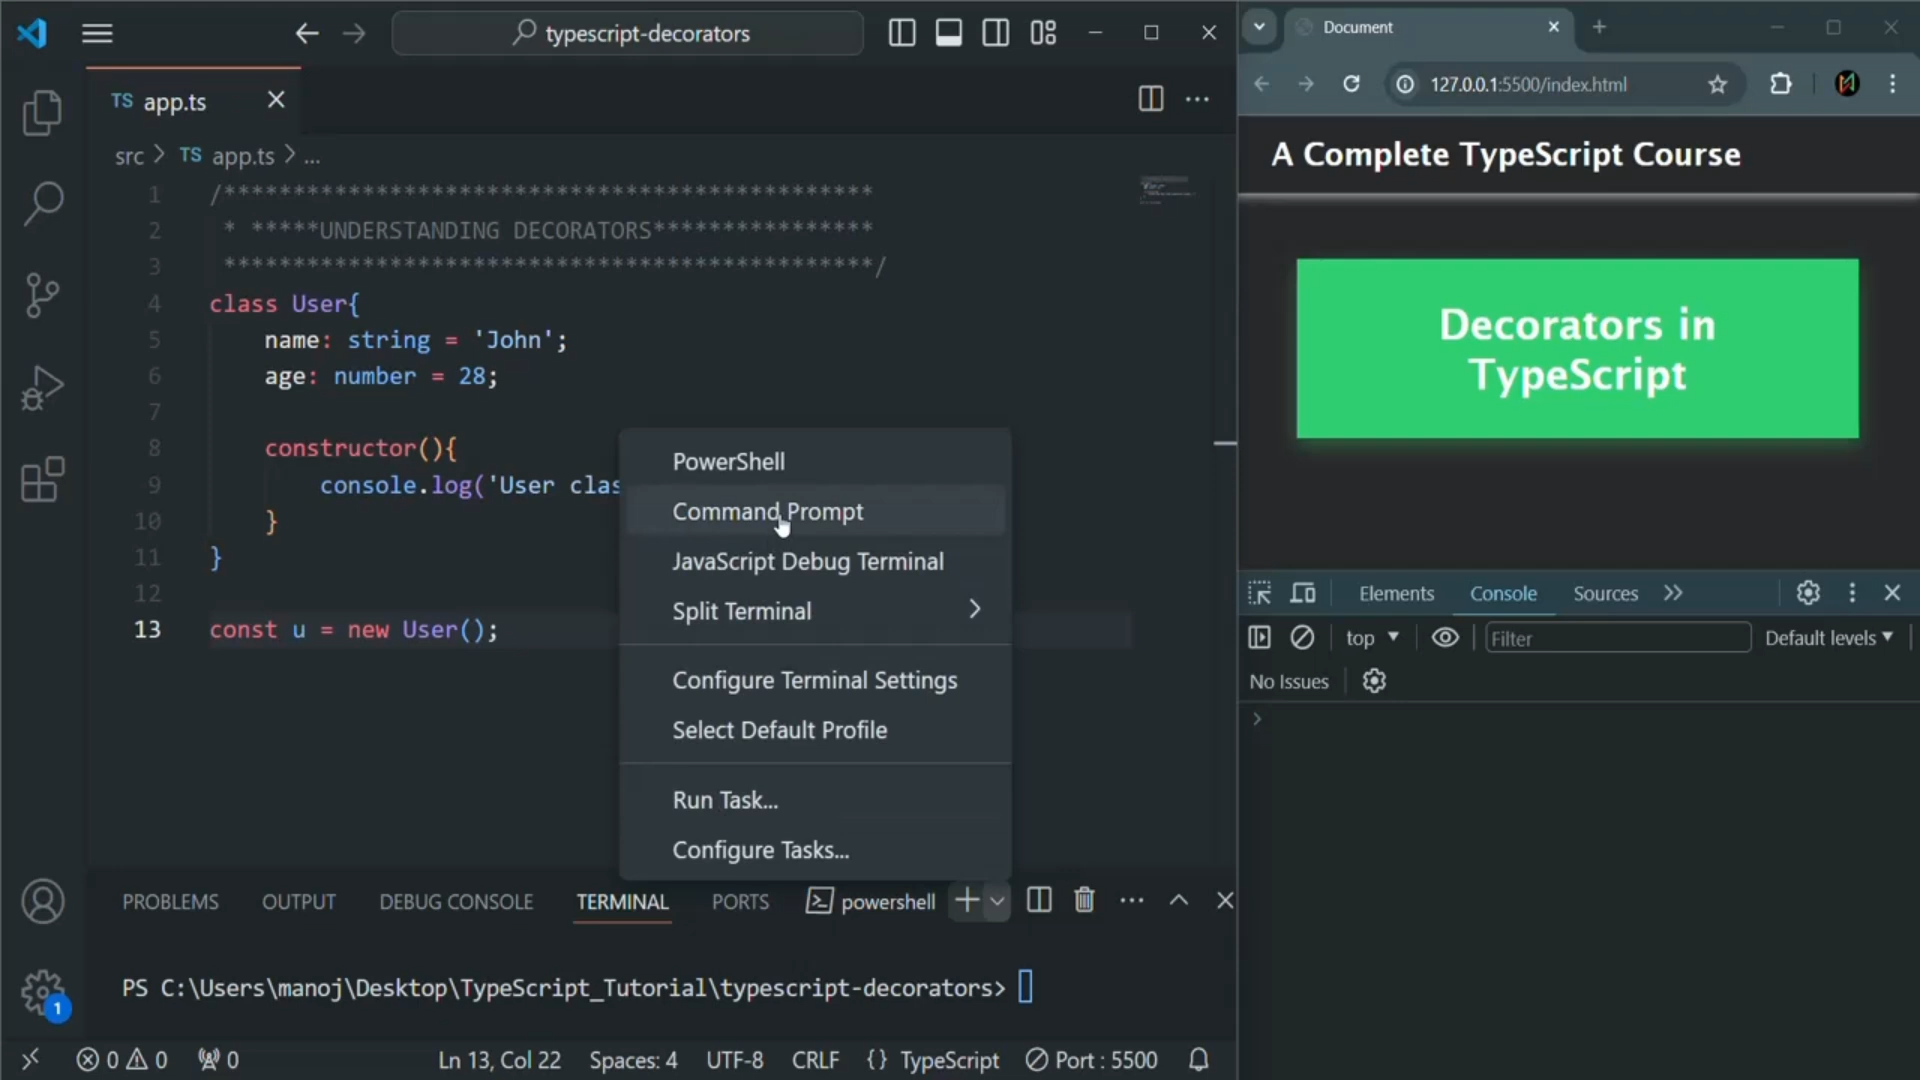 typescript-decorators
TS app.ts
src > TS app.ts > ...
1 /***********************************************
2 * *****UNDERSTANDING DECORATORS****************
3 ***********************************************/
4 class User{
5 name: string = 'John';
6 age: number = 28;
7
8 constructor(){
9 console.log('User clas
10 }
11 }
12
13 const u = new User();
PowerShell
Command Prompt
JavaScript Debug Terminal
Split Terminal
Configure Terminal Settings
Select Default Profile
Run Task...
Configure Tasks...
PROBLEMS OUTPUT DEBUG CONSOLE TERMINAL PORTS powershell
PS C:\Users\manoj\Desktop\TypeScript_Tutorial\typescript-decorators>
1
0 0 0 Ln 13, Col 22 Spaces: 4 UTF-8 CRLF {} TypeScript Port : 5500
Document
127.0.0.1:5500/index.html
A Complete TypeScript Course
Decorators in
TypeScript
Elements Console Sources
top Filter Default levels
No Issues